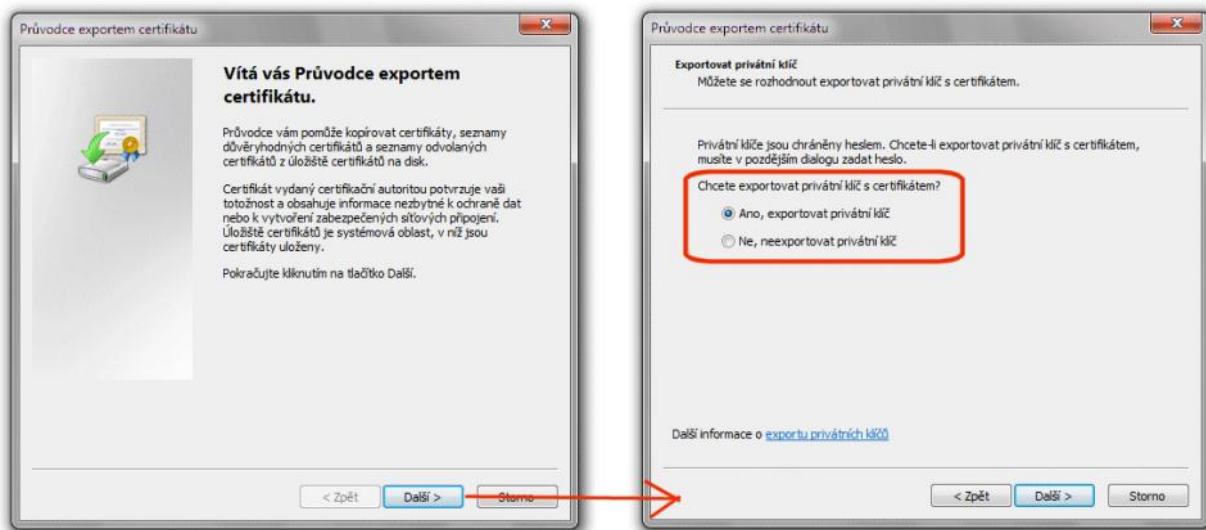 Průvodce exportem certifikátu
Vítá vás Průvodce exportem
certifikátu.
Průvodce vám pomůže kopírovat certifikáty, seznamy
důvěryhodných certifikátů a seznamy odvolaných
certifikátů z úložiště certifikátů na disk.
Certifikát vydaný certifikační autoritou potvrzuje vaši
totožnost a obsahuje informace nezbytné k ochraně dat
nebo k vytvoření zabezpečených síťových připojení.
Úložiště certifikátů je systémová oblast, v níž jsou
certifikáty uloženy.
Pokračujte kliknutím na tlačítko Další.
< Zpět
Další >
Storno
Průvodce exportem certifikátu
Exportovat privátní klíč
Můžete se rozhodnout exportovat privátní klíč s certifikátem.
Privátní klíče jsou chráněny heslem. Chcete-li exportovat privátní klíč s certifikátem,
musíte v pozdějším dialogu zadat heslo.
Chcete exportovat privátní klíč s certifikátem?
Ano, exportovat privátní klíč
Ne, neexportovat privátní klíč
Další informace o exportu privátních klíčů
< Zpět
Další >
Storno